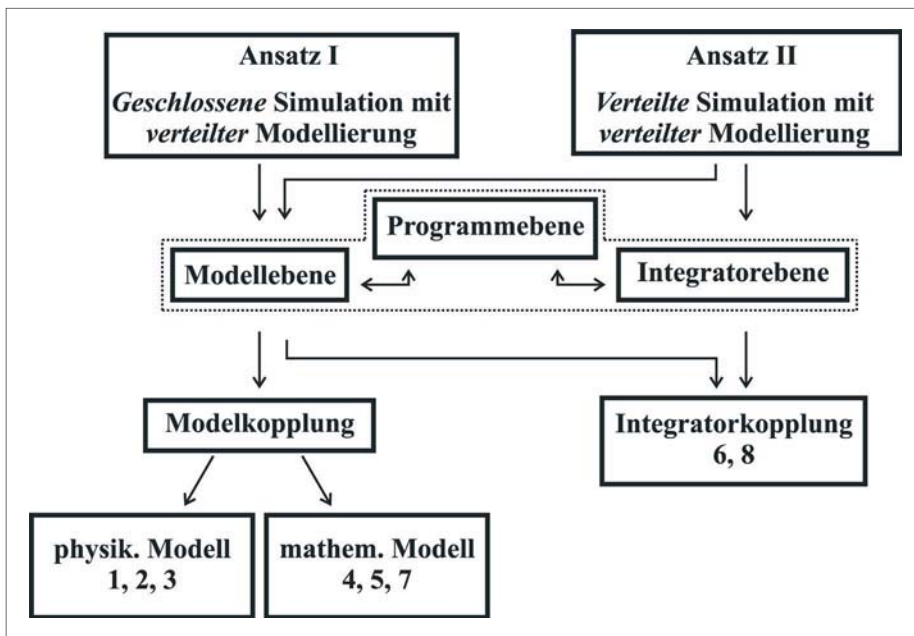 Ansatz I
Geschlossene Simulation mit
verteilter Modellierung
Ansatz II
Verteilte Simulation mit
verteilter Modellierung
Programmebene
Modellebene
Integratorebene
Modelkopplung
Integratorkopplung
6, 8
physik. Modell
1, 2, 3
mathem. Modell
4, 5, 7